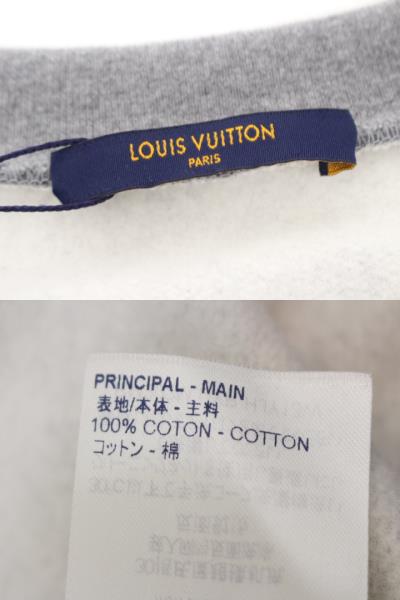 LOUIS VUITTON
PARIS
PRINCIPAL - MAIN
表地/本体 - 主料
100% COTON - COTTON
コットン - 棉